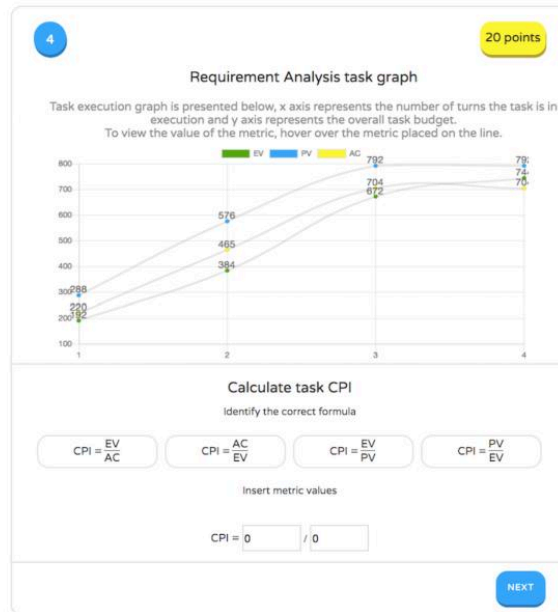 4
20 points
Requirement Analysis task graph
Task execution graph is presented below, x axis represents the number of turns the task is in
execution and y axis represents the overall task budget.
To view the value of the metric, hover over the metric placed on the line.
EV PV AC
800
792
792
700
704
672
744
704
600
576
500
465
400
384
300
288
220
200
192
100
1 2 3 4
Calculate task CPI
Identify the correct formula
CPI = EV/AC CPI = AC/EV CPI = EV/PV CPI = PV/EV
Insert metric values
CPI = 0 / 0
NEXT